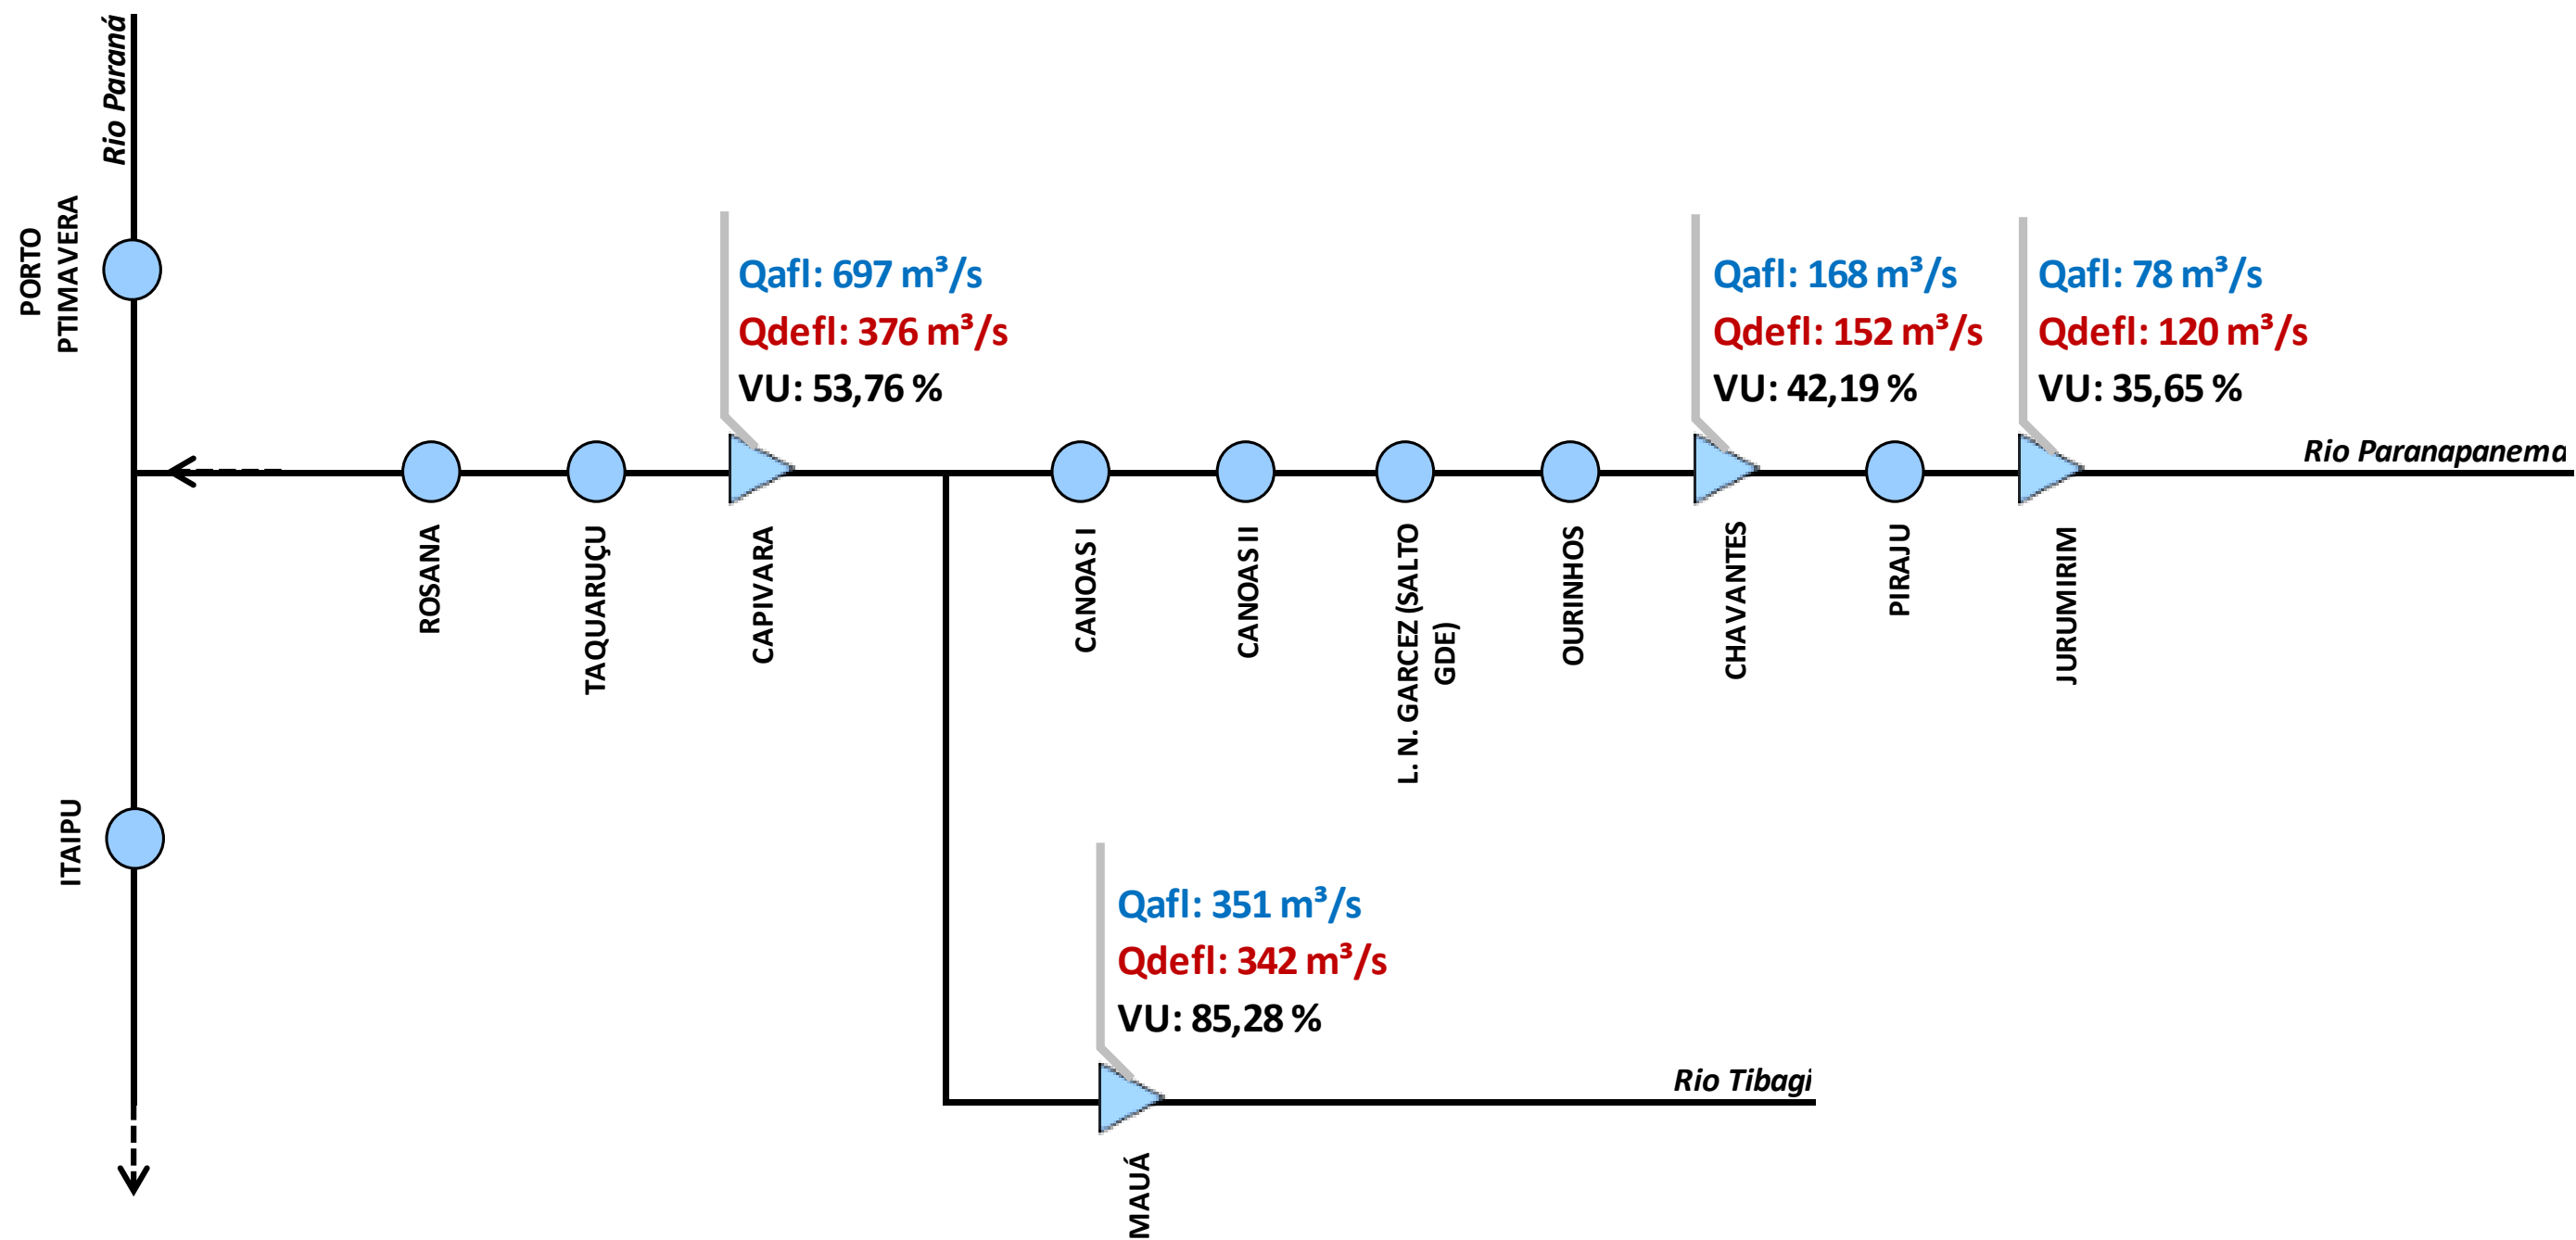 Rio Paraná
PORTO
PTIMAVERA
Qafl: 697 m³/s
Qdefl: 376 m³/s
VU: 53,76 %
Qafl: 168 m³/s
Qdefl: 152 m³/s
VU: 42,19 %
Qafl: 78 m³/s
Qdefl: 120 m³/s
VU: 35,65 %
Rio Paranapanema
ROSANA
TAQUARUÇU
CAPIVARA
CANOAS I
CANOAS II
L. N. GARCEZ (SALTO
GDE)
OURINHOS
CHAVANTES
PIRAJU
JURUMIRIM
ITAIPU
Qafl: 351 m³/s
Qdefl: 342 m³/s
VU: 85,28 %
Rio Tibagi
MAUÁ